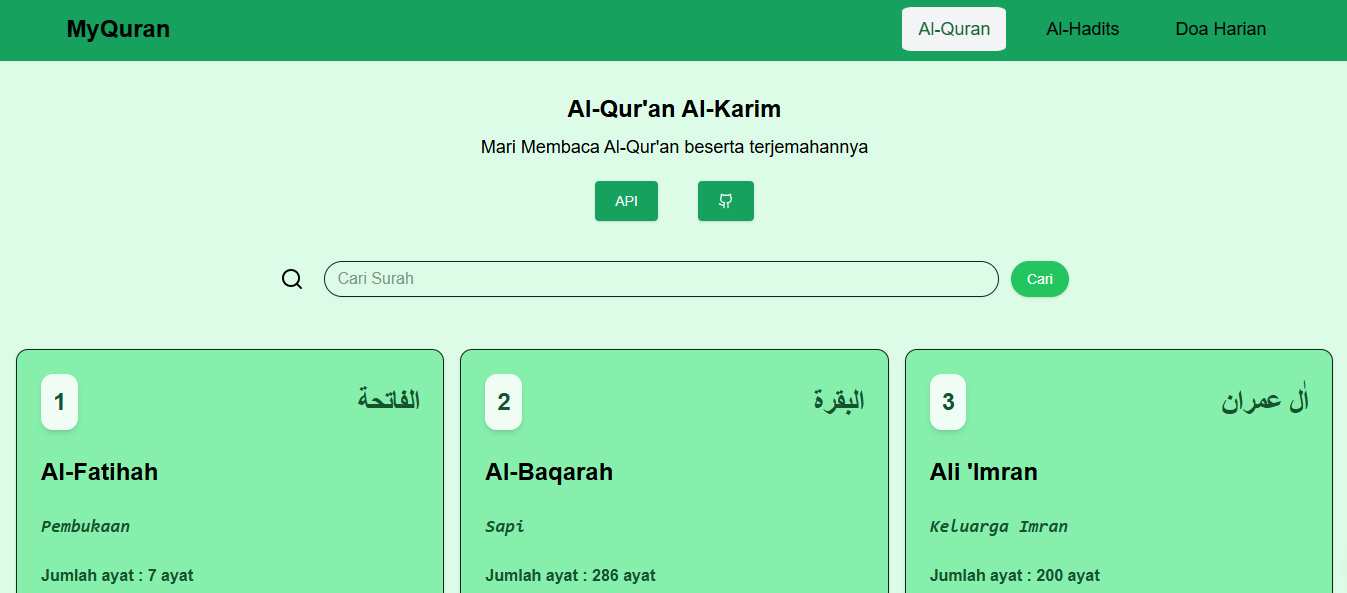 MyQuran Al-Quran Al-Hadits Doa Harian
Al-Qur'an Al-Karim
Mari Membaca Al-Qur'an beserta terjemahannya
API
Cari Surah Cari
1 الفاتحة
Al-Fatihah
Pembukaan
Jumlah ayat : 7 ayat
2 البقرة
Al-Baqarah
Sapi
Jumlah ayat : 286 ayat
3 اٰل عمران
Ali 'Imran
Keluarga Imran
Jumlah ayat : 200 ayat